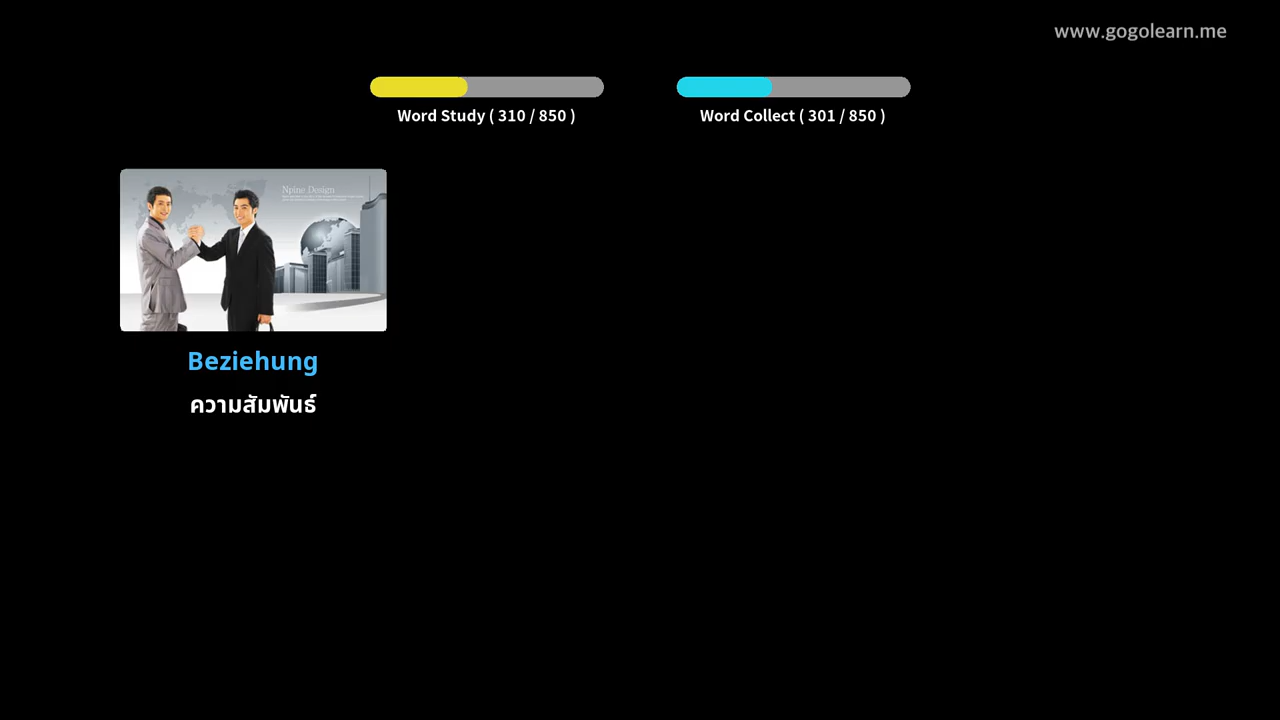 www.gogolearn.me
Word Study ( 310 / 850 )
Word Collect ( 301 / 850 )
Npine Design
Beziehung
ความสัมพันธ์